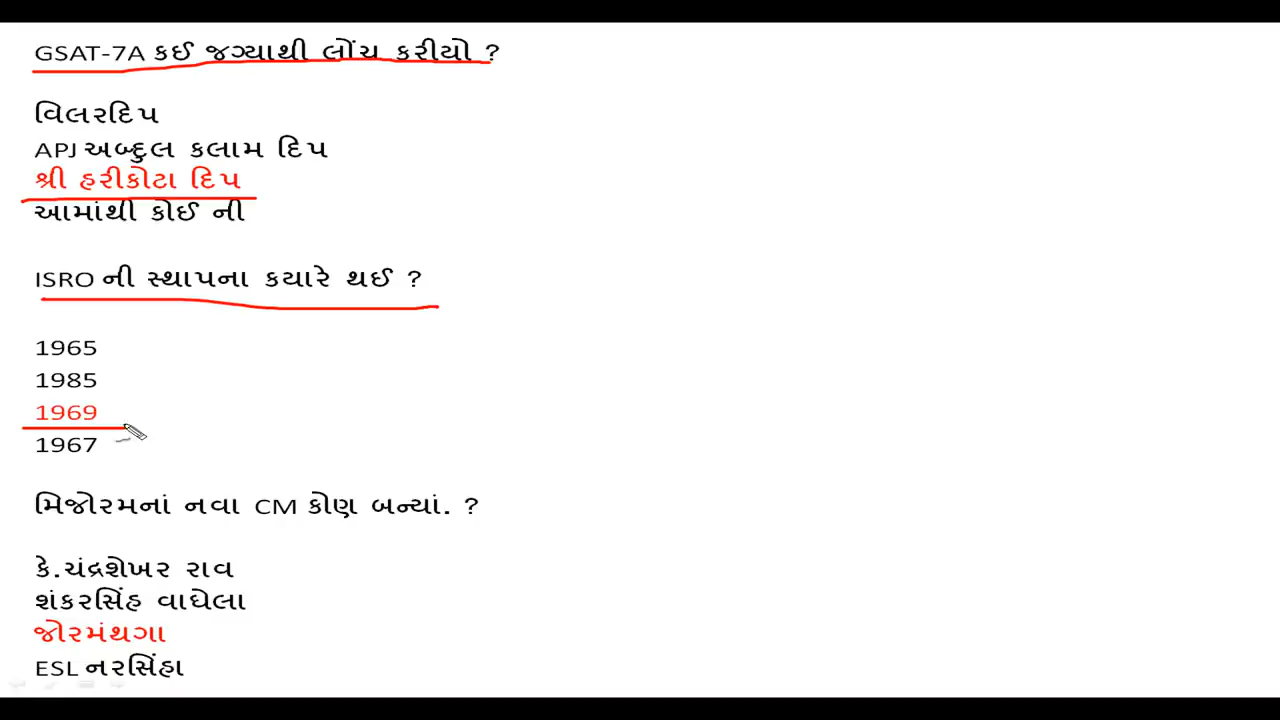 GSAT-7A કઈ જગ્યાથી લોંચ કરીયો ?
વિલરદિપ
APJ અબ્દુલ કલામ દિપ
શ્રી હરીકોટા દિપ
આમાંથી કોઈ ની
ISRO ની સ્થાપના કયારે થઈ ?
1965
1985
1969
1967
મિજોરમનાં નવા CM કોણ બન્યાં. ?
કે.ચંદ્રશેખર રાવ
શંકરસિંહ વાઘેલા
જોરમંથગા
ESL નરસિંહા